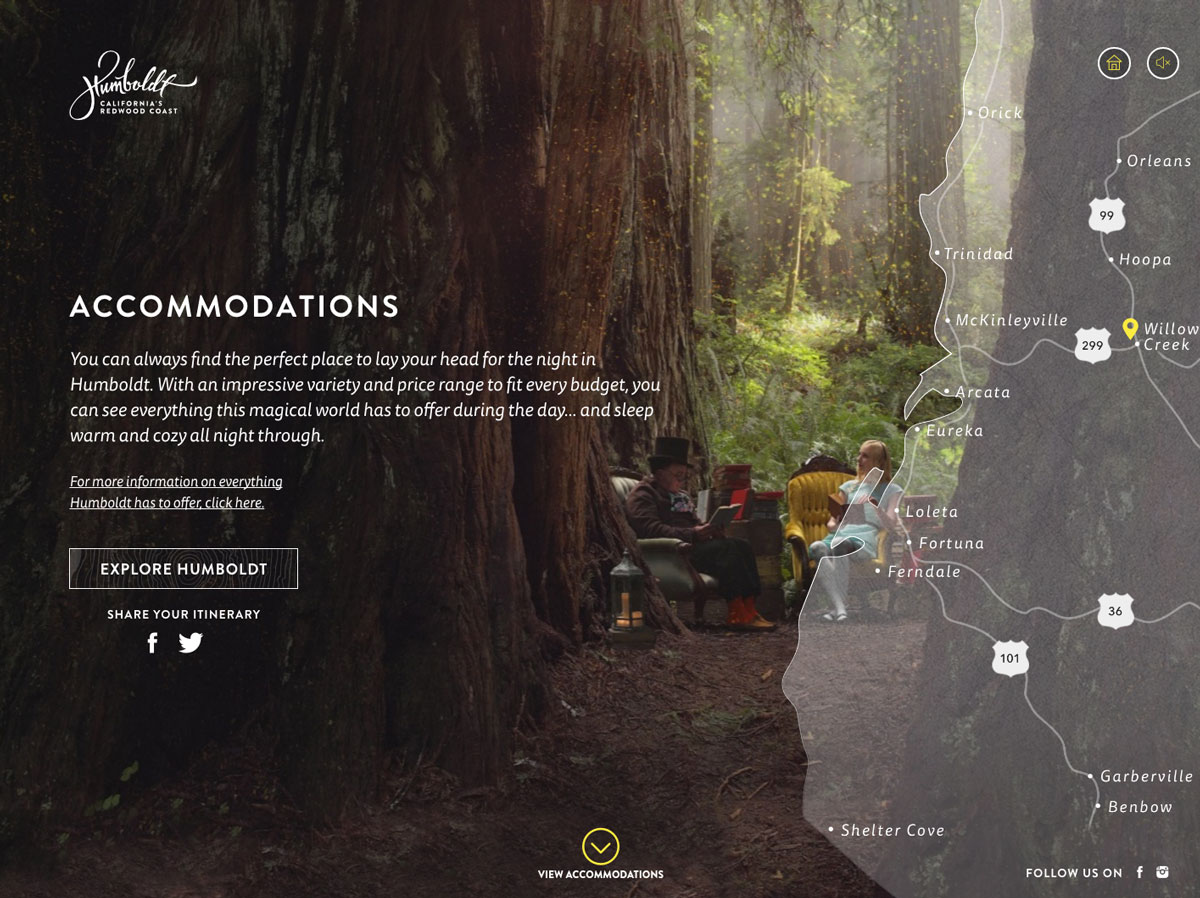 Humboldt
CALIFORNIA'S
REDWOOD COAST
ACCOMMODATIONS
You can always find the perfect place to lay your head for the night in
Humboldt. With an impressive variety and price range to fit every budget, you
can see everything this magical world has to offer during the day... and sleep
warm and cozy all night through.
For more information on everything
Humboldt has to offer, click here.
EXPLORE HUMBOLDT
SHARE YOUR ITINERARY
VIEW ACCOMMODATIONS
Orick
Orleans
99
Trinidad
Hoopa
McKinleyville
299
Willow
Creek
Arcata
Eureka
Loleta
Fortuna
Ferndale
36
101
Garberville
Benbow
Shelter Cove
FOLLOW US ON